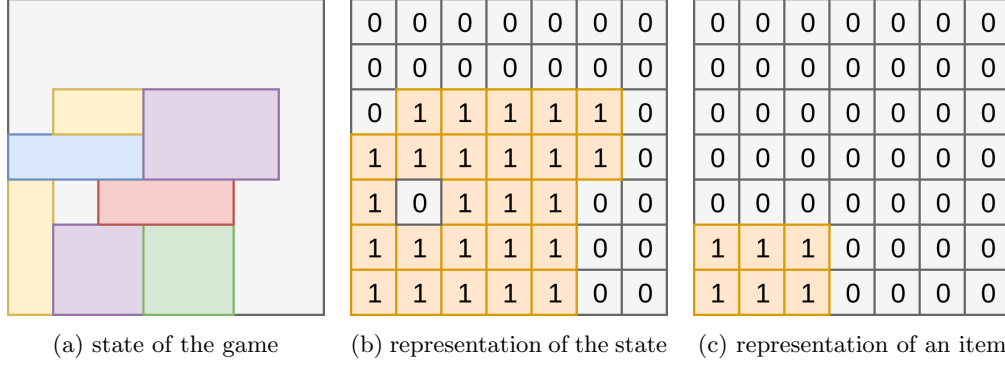 0 0 0 0 0 0 0
0 0 0 0 0 0 0
0 1 1 1 1 1 0
1 1 1 1 1 1 0
1 0 1 1 1 0 0
1 1 1 1 1 0 0
1 1 1 1 1 0 0
0 0 0 0 0 0 0
0 0 0 0 0 0 0
0 0 0 0 0 0 0
0 0 0 0 0 0 0
0 0 0 0 0 0 0
1 1 1 0 0 0 0
1 1 1 0 0 0 0
(a) state of the game
(b) representation of the state
(c) representation of an item